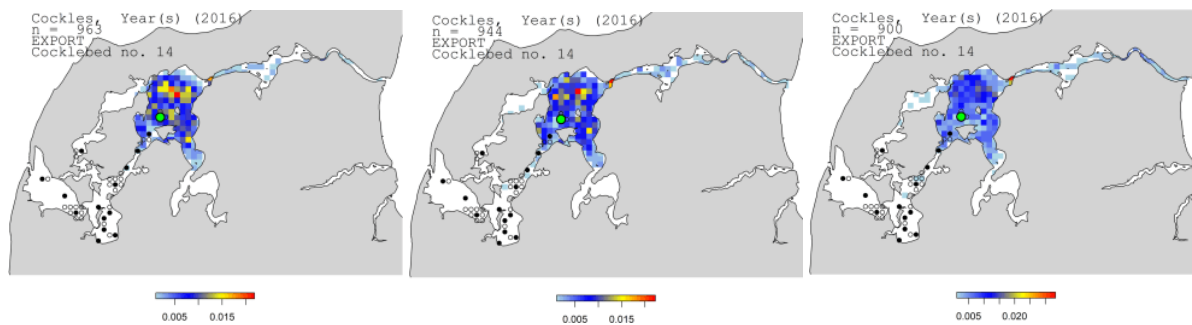 Cockles, Year(s) (2016)
n = 963
EXPORT
Cocklebed no. 14
0.005 0.015
Cockles, Year(s) (2016)
n = 944
EXPORT
Cocklebed no. 14
0.005 0.015
Cockles, Year(s) (2016)
n = 900
EXPORT
Cocklebed no. 14
0.005 0.020